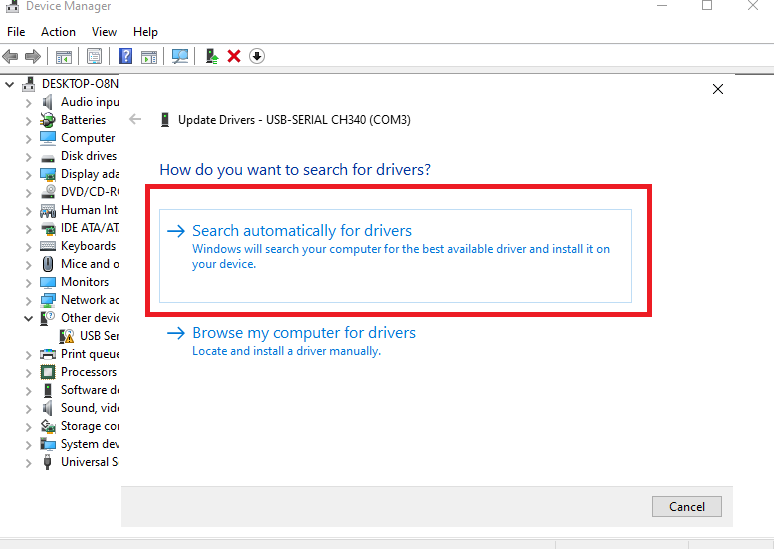 Device Manager
File Action View Help
DESKTOP-O8N
Audio inpu
Batteries
Computer
Disk drives
Display ada
DVD/CD-RO
Human Int
IDE ATA/AT
Keyboards
Mice and o
Monitors
Network ac
Other devic
USB Ser
Print queue
Processors
Software de
Sound, vide
Storage con
System dev
Universal S
Update Drivers - USB-SERIAL CH340 (COM3)
How do you want to search for drivers?
Search automatically for drivers
Windows will search your computer for the best available driver and install it on
your device.
Browse my computer for drivers
Locate and install a driver manually.
Cancel